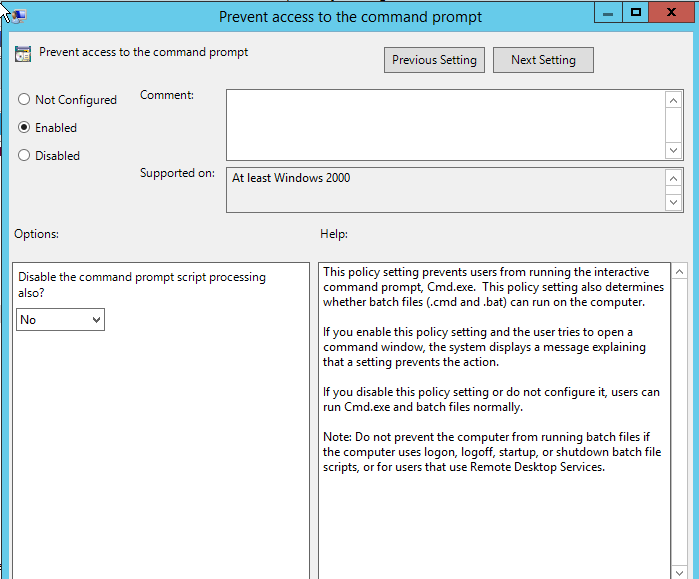 Prevent access to the command prompt
Prevent access to the command prompt
Previous Setting
Next Setting
Not Configured
Enabled
Disabled
Comment:
Supported on:
At least Windows 2000
Options:
Help:
Disable the command prompt script processing
also?
No
This policy setting prevents users from running the interactive
command prompt, Cmd.exe.  This policy setting also determines
whether batch files (.cmd and .bat) can run on the computer.
If you enable this policy setting and the user tries to open a
command window, the system displays a message explaining
that a setting prevents the action.
If you disable this policy setting or do not configure it, users can
run Cmd.exe and batch files normally.
Note: Do not prevent the computer from running batch files if
the computer uses logon, logoff, startup, or shutdown batch file
scripts, or for users that use Remote Desktop Services.